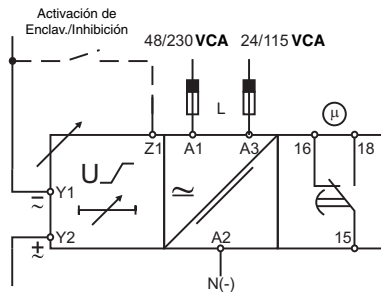 Activación de
Enclav./Inhibición
48/230 VCA 24/115 VCA
L
µ
Z1 A1 A3 16 18
U
Y1
Y2 A2 15
N(-)